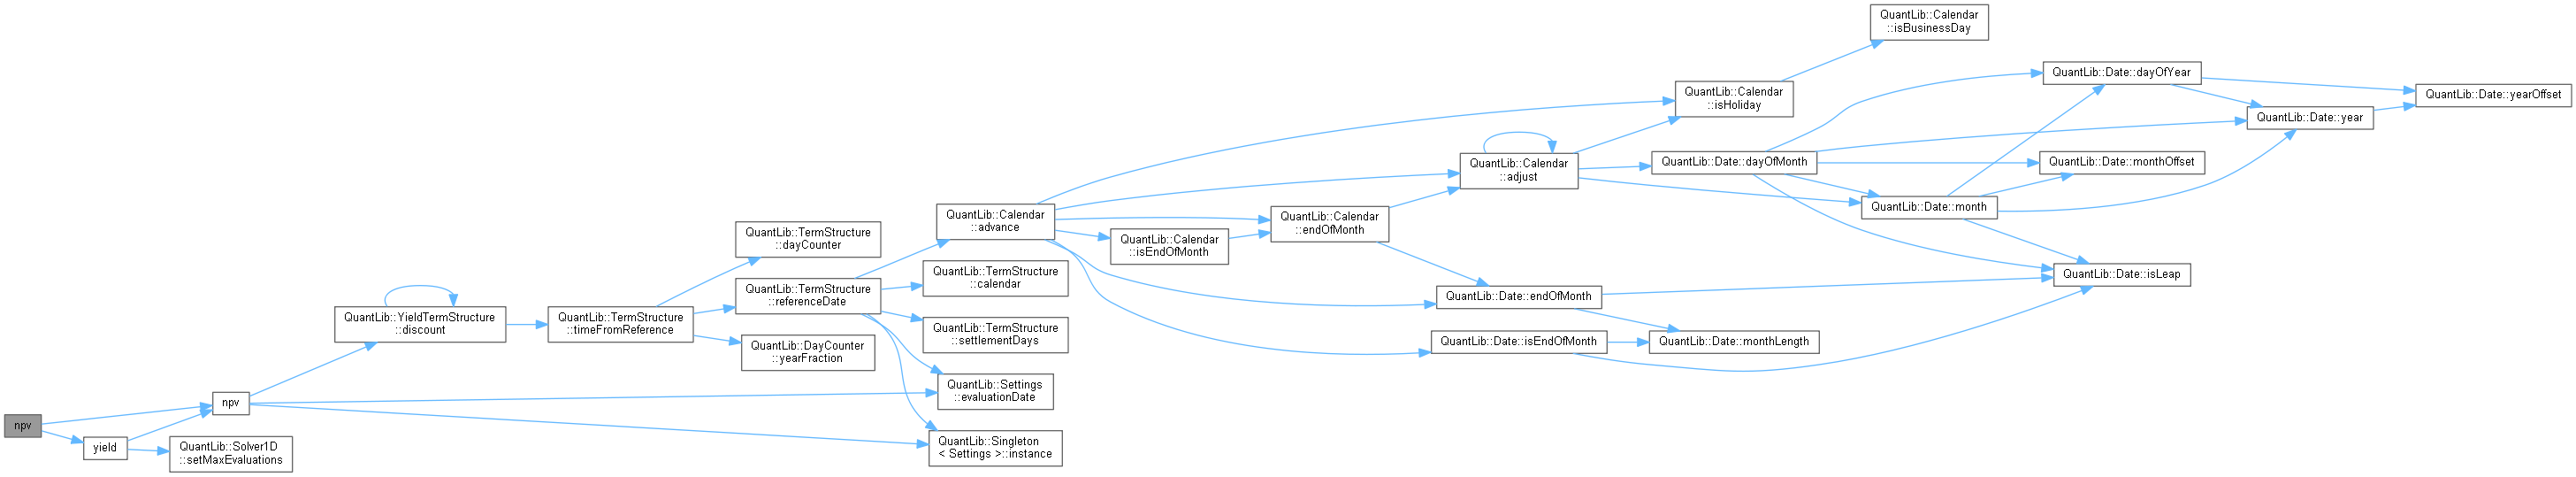 npv
yield
npv
QuantLib::Solver1D
::setMaxEvaluations
QuantLib::YieldTermStructure
::discount
QuantLib::TermStructure
::timeFromReference
QuantLib::TermStructure
::dayCounter
QuantLib::TermStructure
::referenceDate
QuantLib::DayCounter
::yearFraction
QuantLib::Calendar
::advance
QuantLib::TermStructure
::calendar
QuantLib::TermStructure
::settlementDays
QuantLib::Settings
::evaluationDate
QuantLib::Singleton
< Settings >::instance
QuantLib::Calendar
::isEndOfMonth
QuantLib::Calendar
::endOfMonth
QuantLib::Calendar
::adjust
QuantLib::Date::endOfMonth
QuantLib::Date::isEndOfMonth
QuantLib::Calendar
::isHoliday
QuantLib::Date::dayOfMonth
QuantLib::Date::monthLength
QuantLib::Calendar
::isBusinessDay
QuantLib::Date::month
QuantLib::Date::dayOfYear
QuantLib::Date::monthOffset
QuantLib::Date::isLeap
QuantLib::Date::year
QuantLib::Date::yearOffset